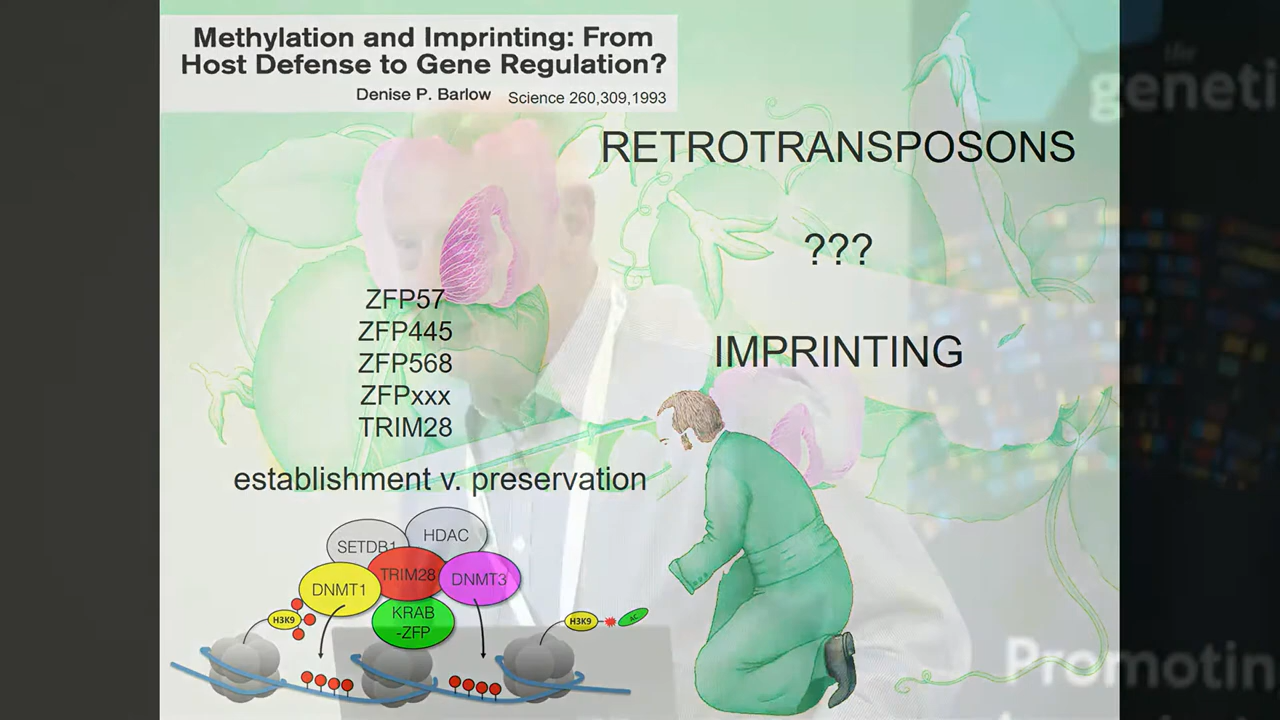 Methylation and Imprinting: From
Host Defense to Gene Regulation?
Denise P. Barlow Science 260,309,1993
RETROTRANSPOSONS
???
IMPRINTING
ZFP57
ZFP445
ZFP568
ZFPxxx
TRIM28
establishment v. preservation
SETDB1
HDAC
TRIM28
DNMT1
DNMT3
KRAB
-ZFP
H3K9
H3K9
AC
the
geneti
Promotin